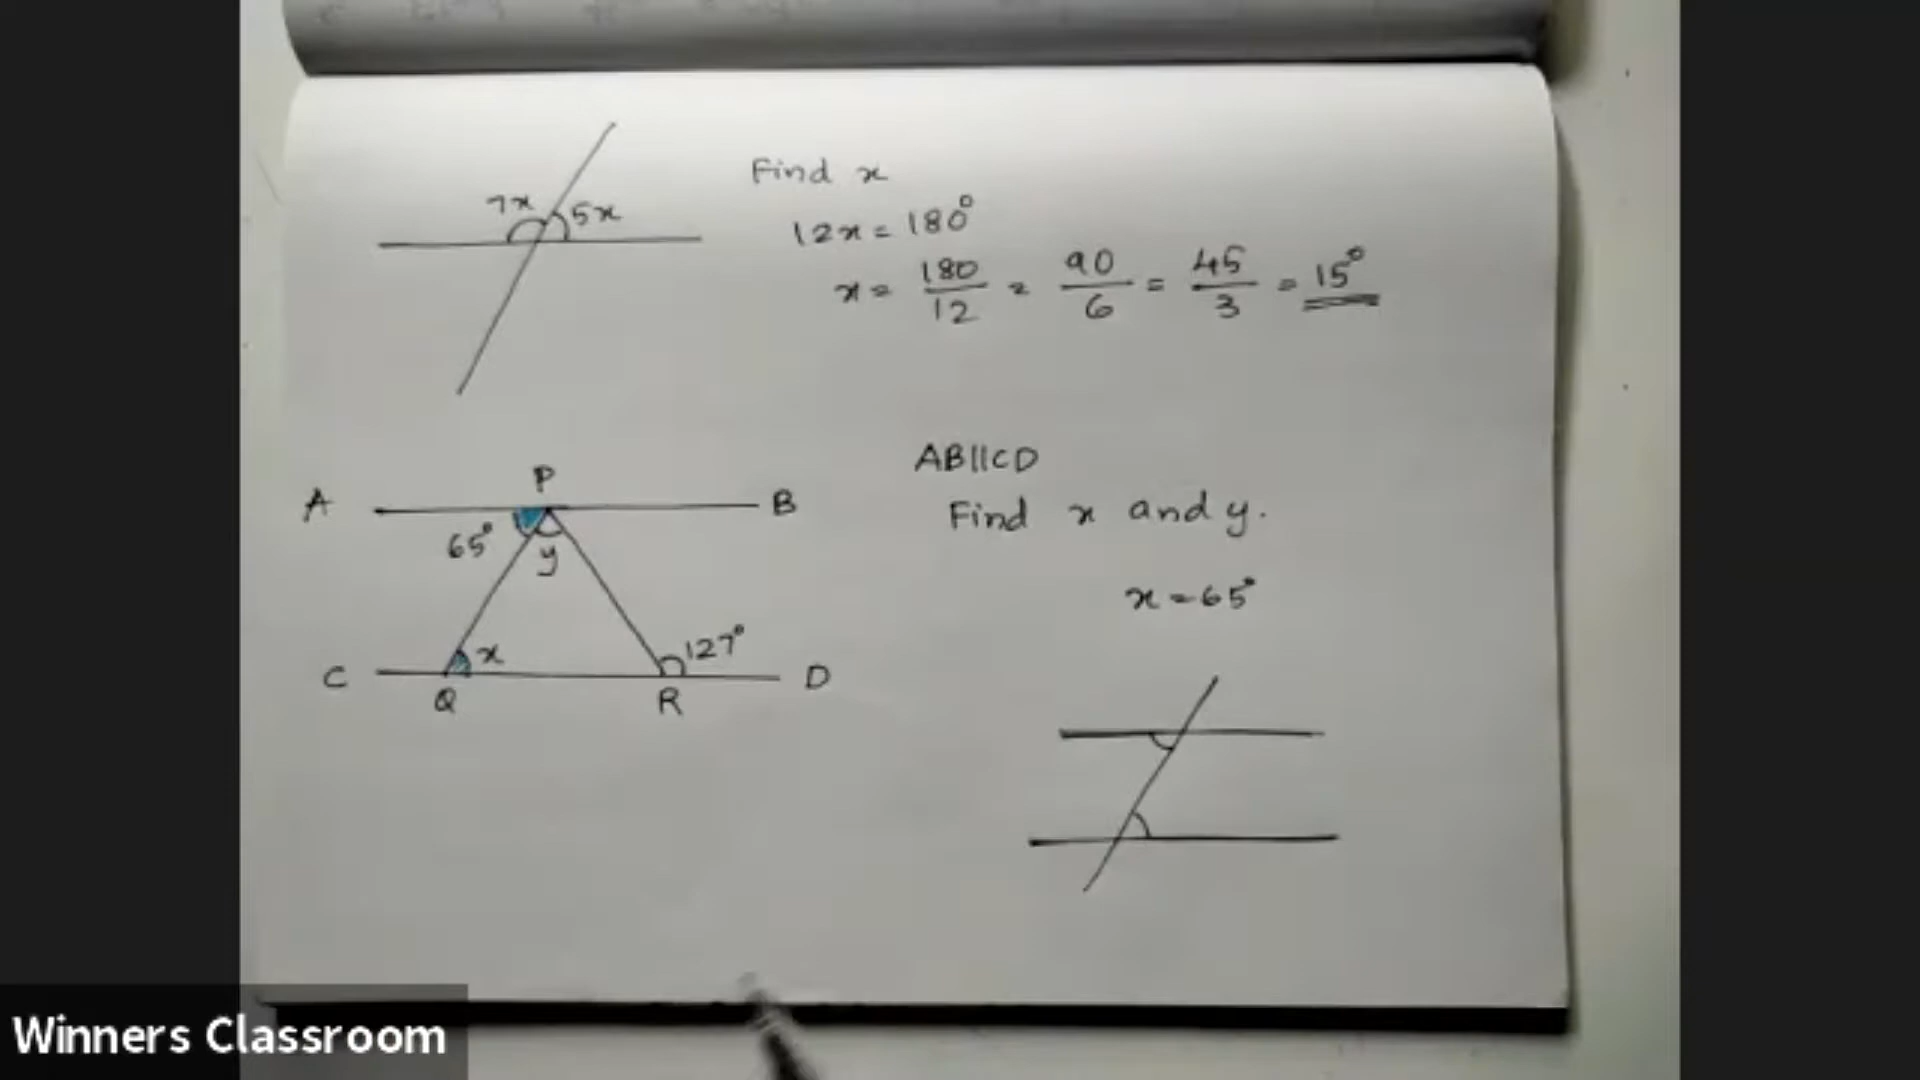 Find x
7x 5x
12x = 180°
x = 180/12 = 90/6 = 45/3 = 15°
AB||CD
Find x and y.
x = 65°
P
A B
65° y
x 127°
C D
Q R
Winners Classroom